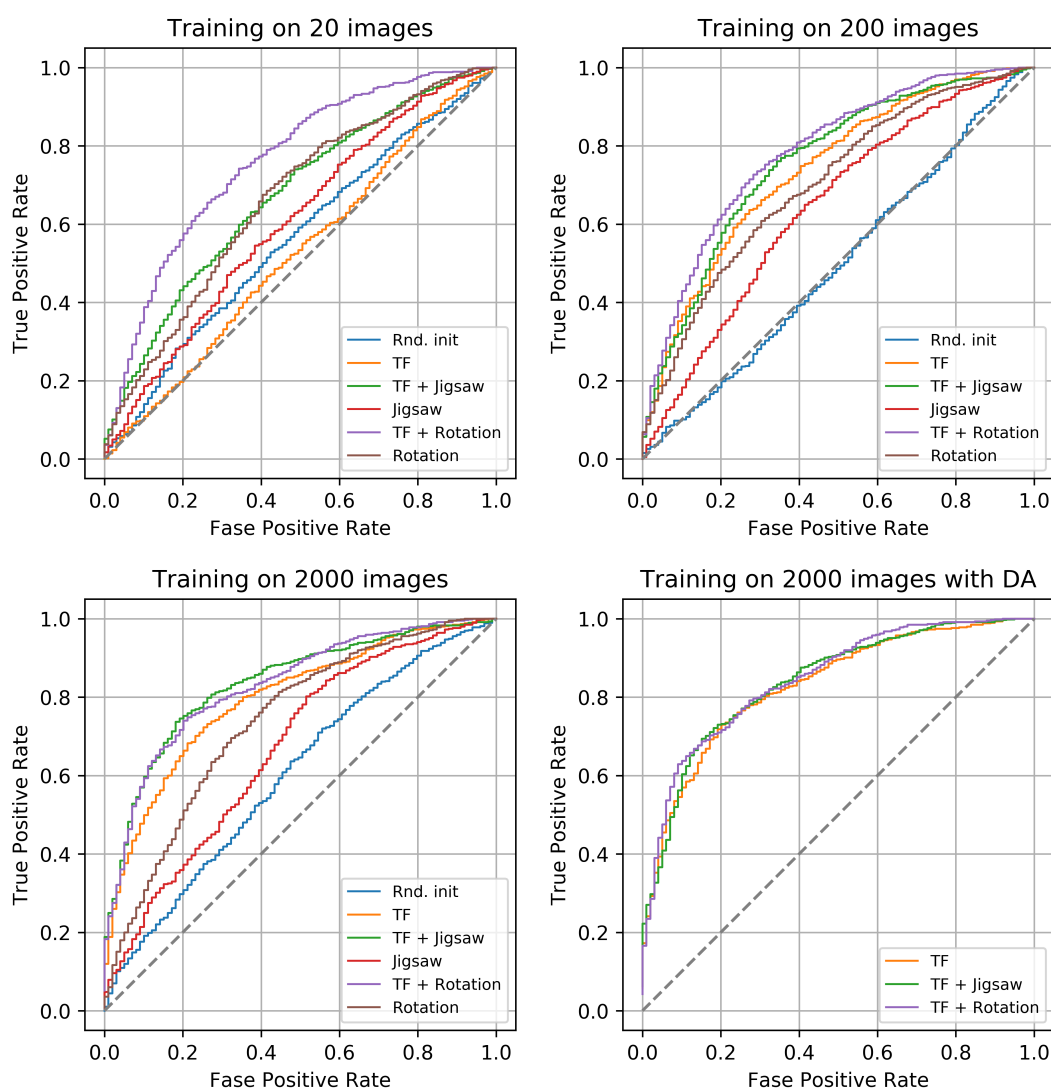 Training on 20 images
True Positive Rate
1.0
0.8
0.6
0.4
0.2
0.0
Rnd. init
TF
TF + Jigsaw
Jigsaw
TF + Rotation
Rotation
0.0 0.2 0.4 0.6 0.8 1.0
Fase Positive Rate
Training on 200 images
True Positive Rate
1.0
0.8
0.6
0.4
0.2
0.0
Rnd. init
TF
TF + Jigsaw
Jigsaw
TF + Rotation
Rotation
0.0 0.2 0.4 0.6 0.8 1.0
Fase Positive Rate
Training on 2000 images
True Positive Rate
1.0
0.8
0.6
0.4
0.2
0.0
Rnd. init
TF
TF + Jigsaw
Jigsaw
TF + Rotation
Rotation
0.0 0.2 0.4 0.6 0.8 1.0
Fase Positive Rate
Training on 2000 images with DA
True Positive Rate
1.0
0.8
0.6
0.4
0.2
0.0
TF
TF + Jigsaw
TF + Rotation
0.0 0.2 0.4 0.6 0.8 1.0
Fase Positive Rate